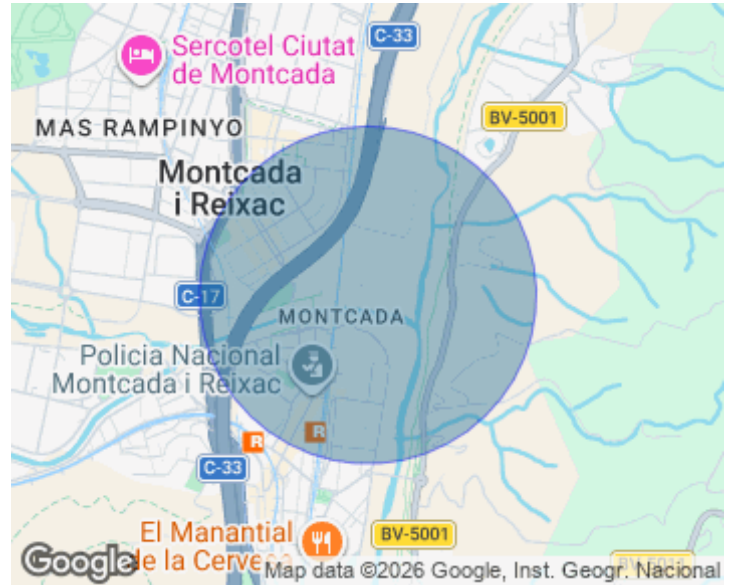 C-33
Sercotel Ciutat
de Montcada
BV-5001
MAS RAMPINYO
Montcada
i Reixac
C-17
MONTCADA
Policia Nacional
Montcada i Reixac
R
R
C-33
El Manantial
de la Cervesa
BV-5001
Google
Map data ©2026 Google, Inst. Geogr. Nacional